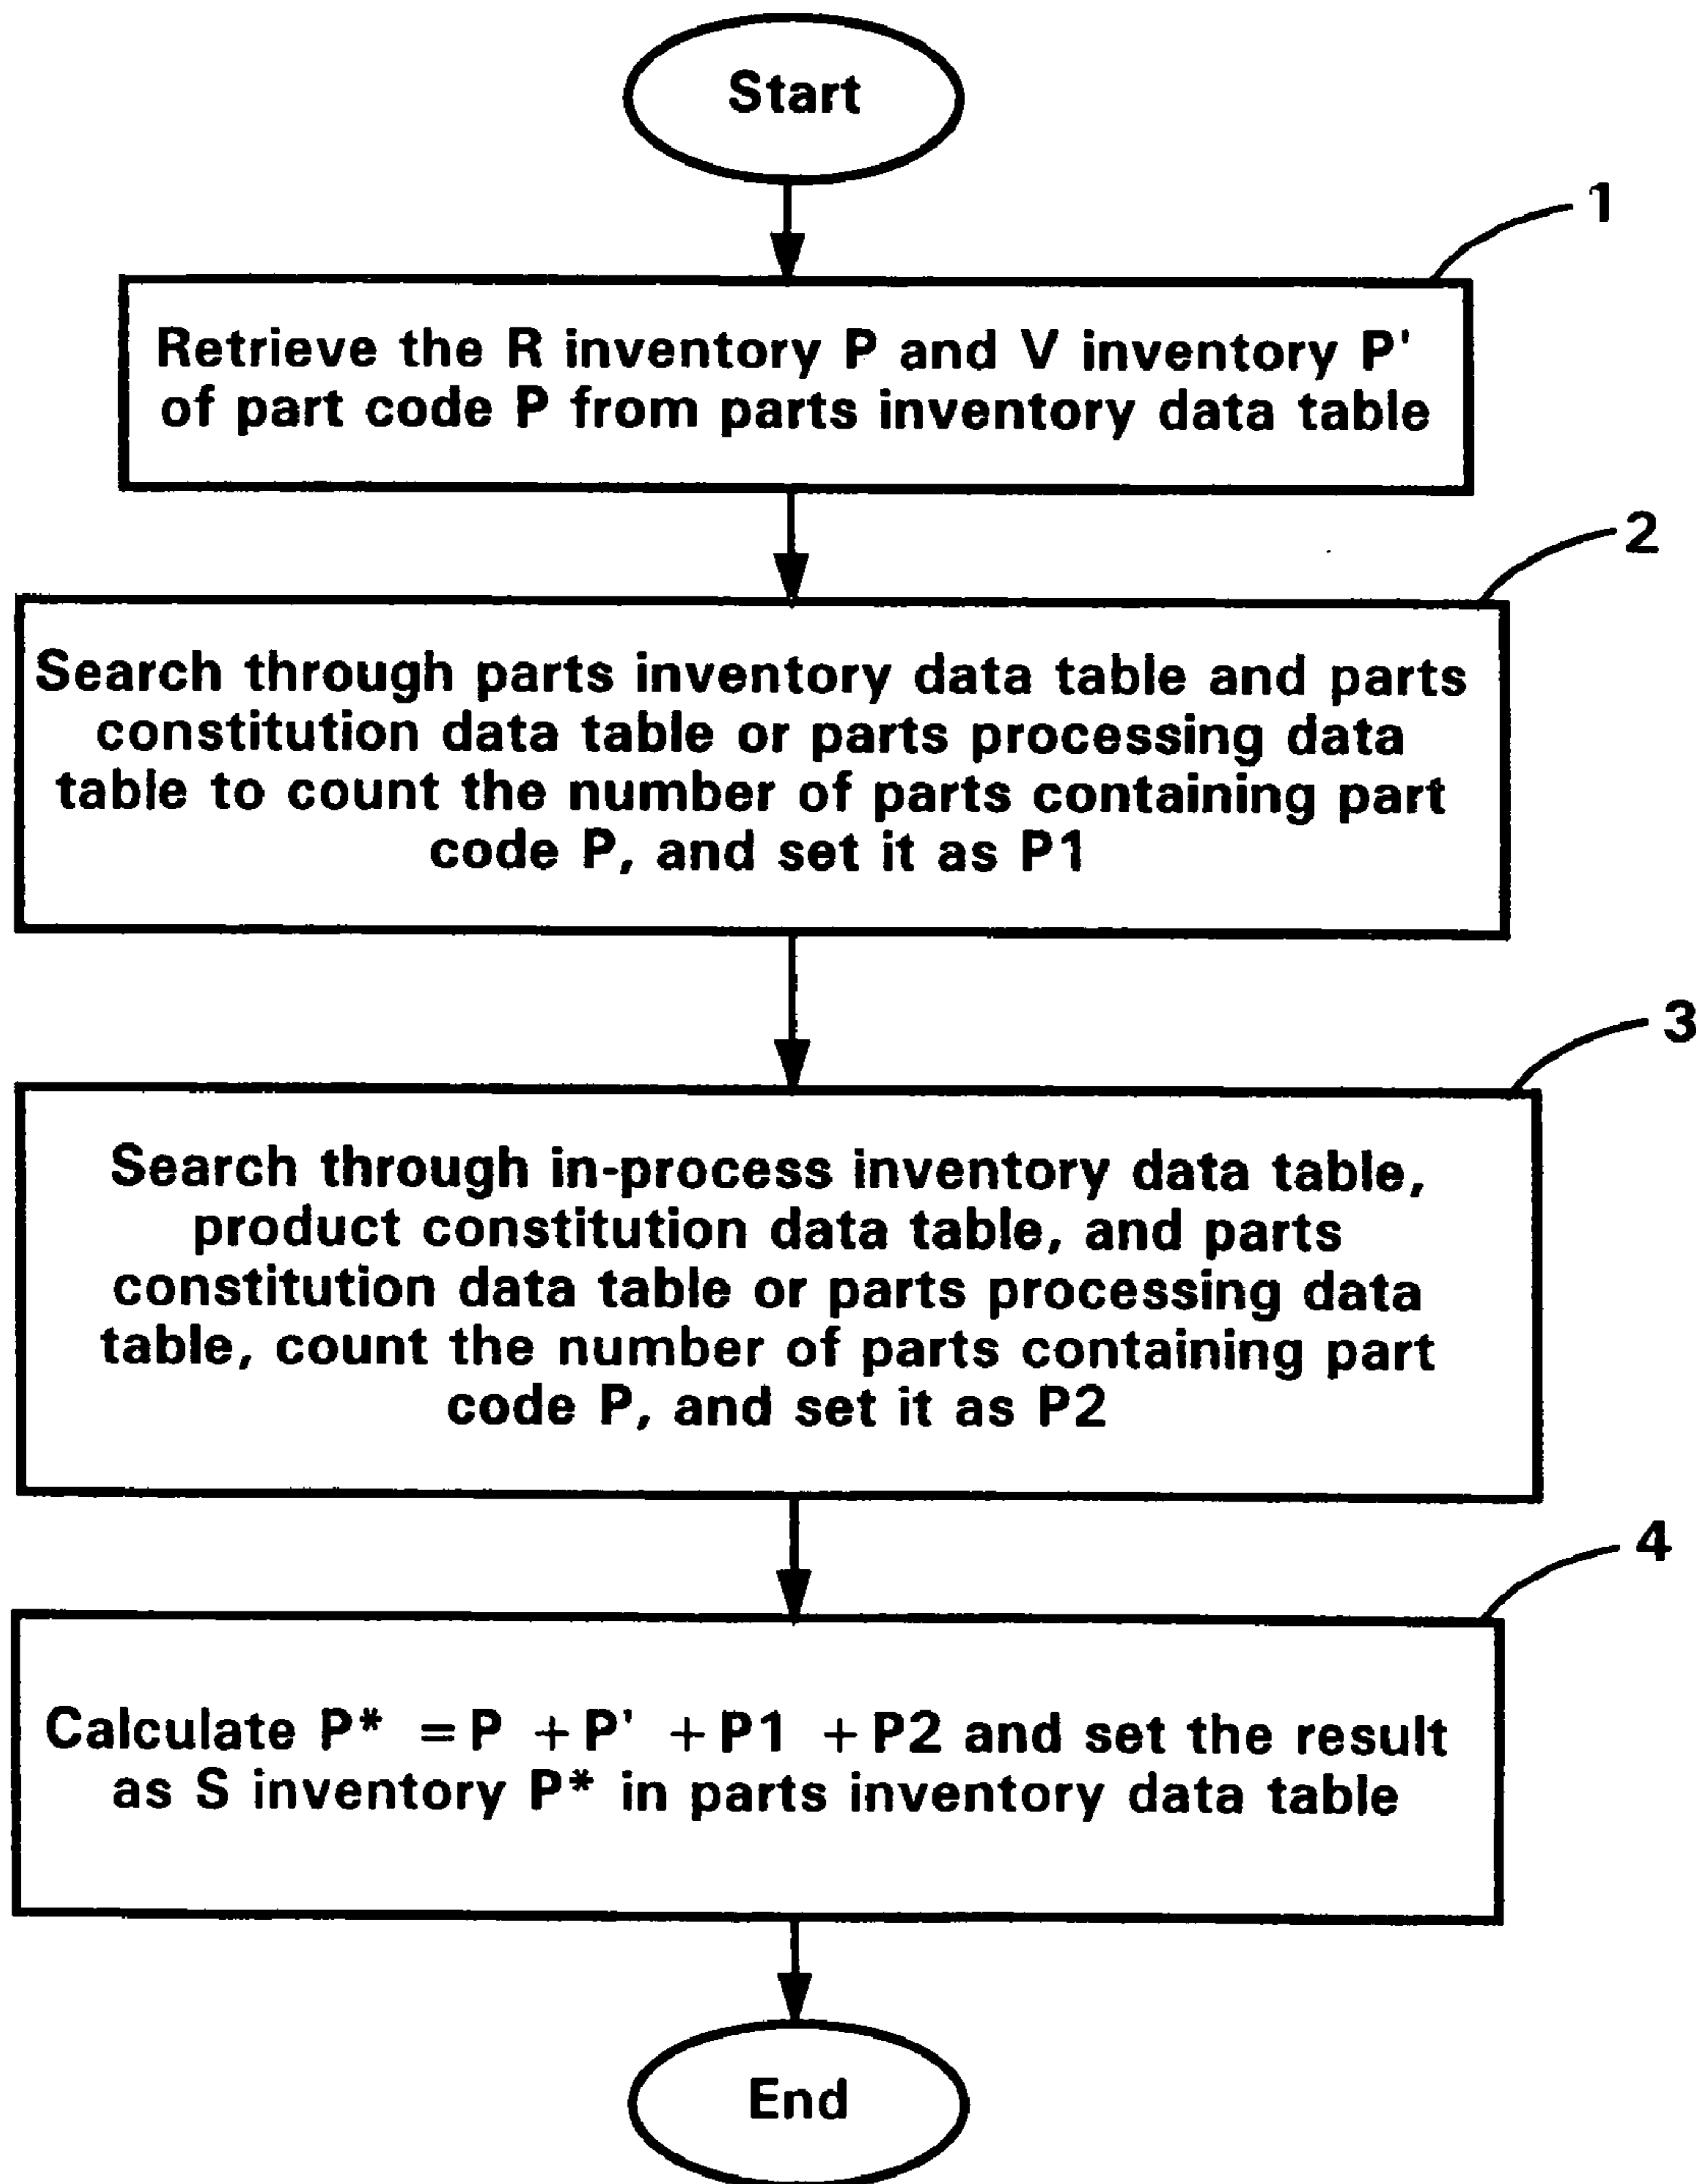 Start
1
Retrieve the R inventory P and V inventory P'
of part code P from parts inventory data table
2
Search through parts inventory data table and parts
constitution data table or parts processing data
table to count the number of parts containing part
code P, and set it as P1
3
Search through in-process inventory data table,
product constitution data table, and parts
constitution data table or parts processing data
table, count the number of parts containing part
code P, and set it as P2
4
Calculate P* = P + P' + P1 + P2 and set the result
as S inventory P* in parts inventory data table
End